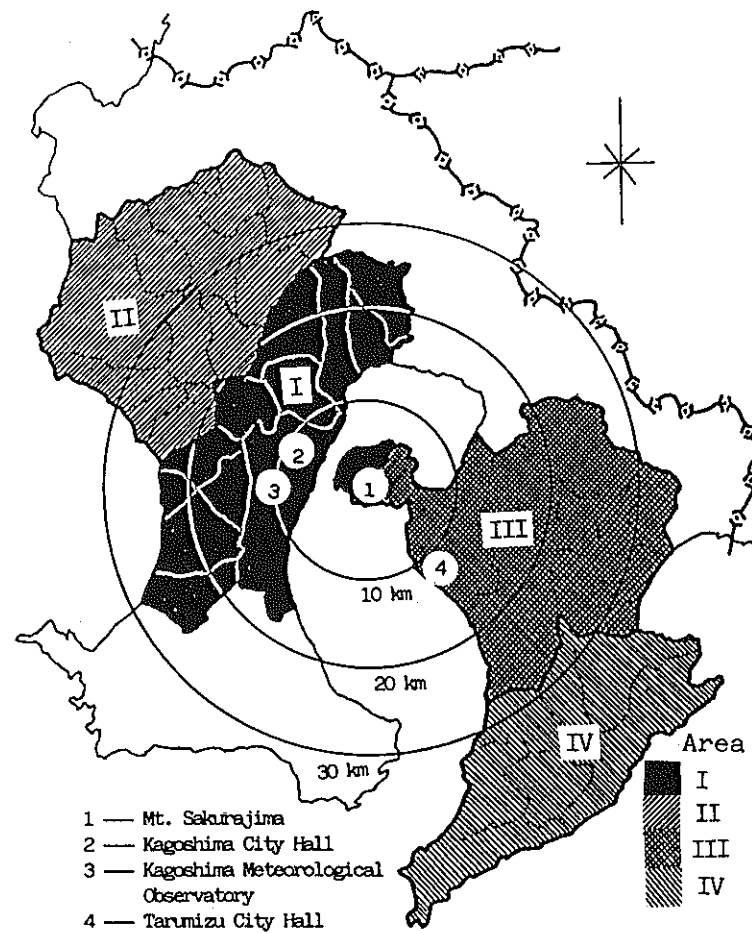 II
I
2
3
1
III
4
10 km
20 km
30 km
IV
Area
I
II
III
IV
1 — Mt. Sakurajima
2 — Kagoshima City Hall
3 — Kagoshima Meteorological
Observatory
4 — Tarumizu City Hall